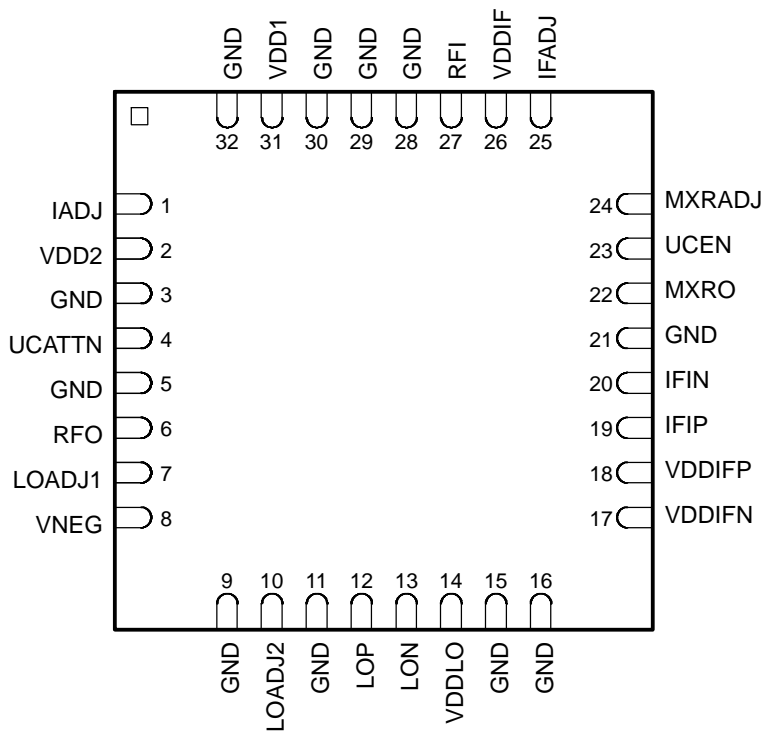 GND VDD1 GND GND GND RFI VDDIF IFADJ
32 31 30 29 28 27 26 25
IADJ 1 24 MXRADJ
VDD2 2 23 UCEN
GND 3 22 MXRO
UCATTN 4 21 GND
GND 5 20 IFIN
RFO 6 19 IFIP
LOADJ1 7 18 VDDIFP
VNEG 8 17 VDDIFN
9 10 11 12 13 14 15 16
GND LOADJ2 GND LOP LON VDDLO GND GND